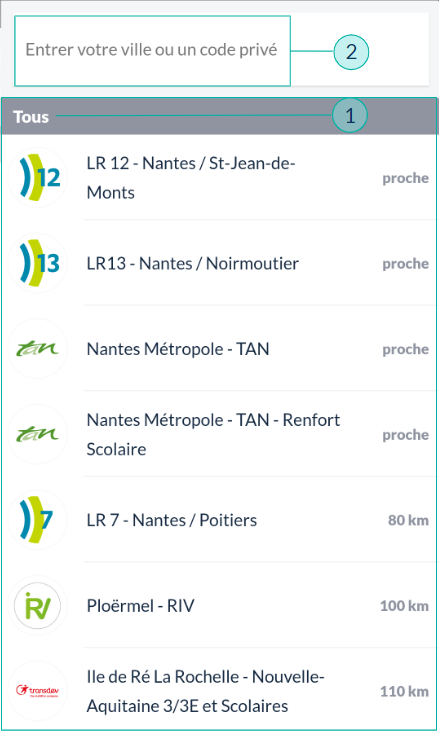 Entrer votre ville ou un code privé
2
Tous
1
12
LR 12 - Nantes / St-Jean-de-
Monts
proche
13
LR13 - Nantes / Noirmoutier
proche
tan
Nantes Métropole - TAN
proche
tan
Nantes Métropole - TAN - Renfort
Scolaire
proche
7
LR 7 - Nantes / Poitiers
80 km
RIV
Ploërmel - RIV
100 km
transdev
Ile de Ré La Rochelle - Nouvelle-
Aquitaine 3/3E et Scolaires
110 km